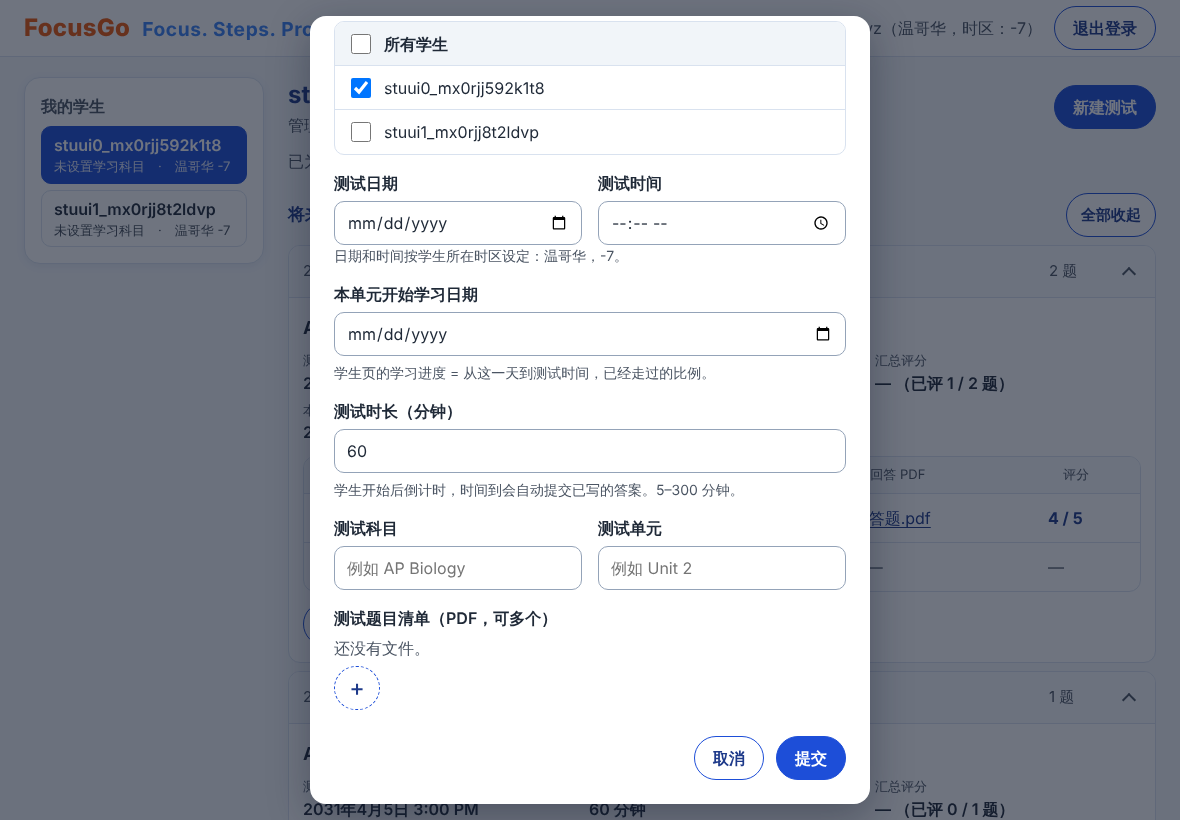 FocusGo Focus. Steps. Pro
vz（温哥华，时区：-7） 退出登录
所有学生
stuui0_mx0rjj592k1t8
stuui1_mx0rjj8t2ldvp
我的学生
stuui0_mx0rjj592k1t8
未设置学习科目 · 温哥华 -7
stuui1_mx0rjj8t2ldvp
未设置学习科目 · 温哥华 -7
新建测试
全部收起
测试日期 测试时间
mm/dd/yyyy --:-- --
日期和时间按学生所在时区设定：温哥华，-7。
本单元开始学习日期
mm/dd/yyyy
学生页的学习进度 = 从这一天到测试时间，已经走过的比例。
测试时长（分钟）
60
学生开始后倒计时，时间到会自动提交已写的答案。5–300 分钟。
测试科目 测试单元
例如 AP Biology 例如 Unit 2
测试题目清单（PDF，可多个）
还没有文件。
+
取消 提交
2 题
汇总评分
— （已评 1 / 2 题）
回答 PDF 评分
答题.pdf 4 / 5
— —
1 题
汇总评分
2031年4月5日 3:00 PM 60 分钟 — （已评 0 / 1 题）